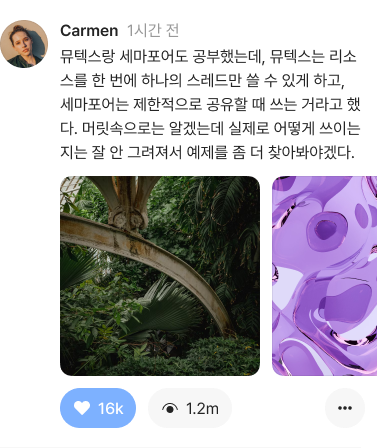 Carmen 1시간 전
뮤텍스랑 세마포어도 공부했는데, 뮤텍스는 리소
스를 한 번에 하나의 스레드만 쓸 수 있게 하고,
세마포어는 제한적으로 공유할 때 쓰는 거라고 했
다. 머릿속으로는 알겠는데 실제로 어떻게 쓰이는
지는 잘 안 그려져서 예제를 좀 더 찾아봐야겠다.
16k 1.2m